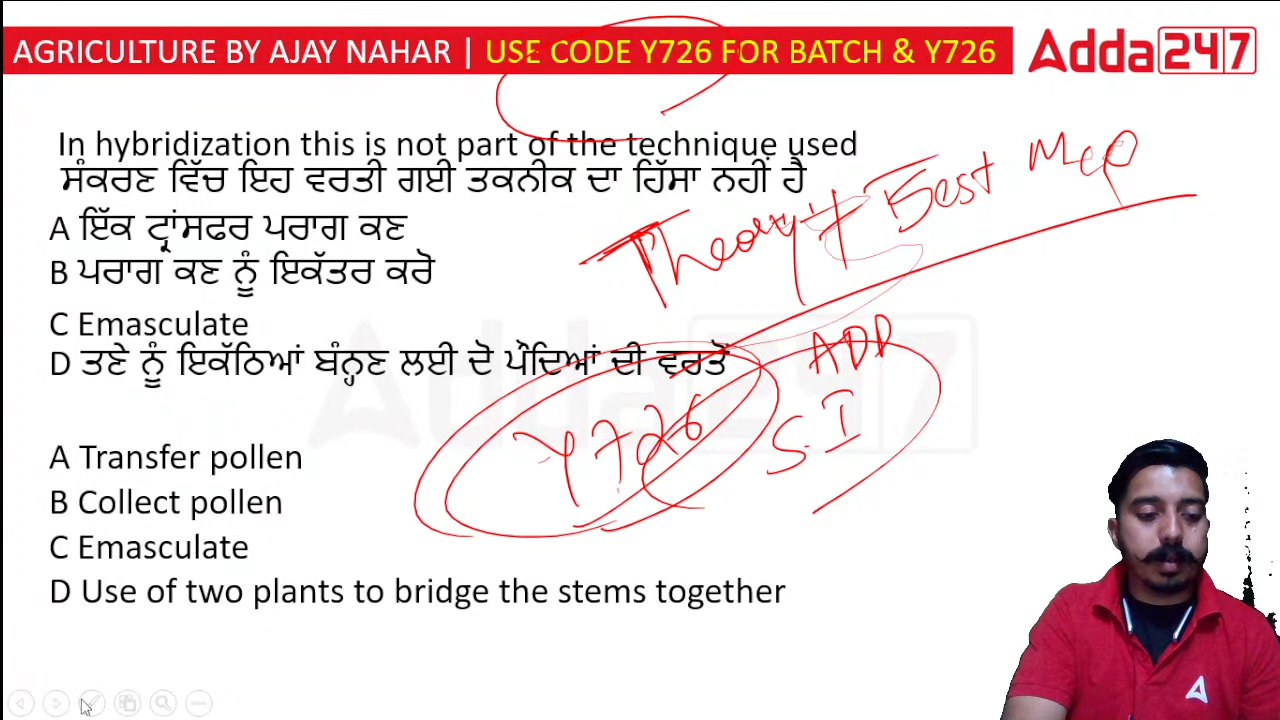 AGRICULTURE BY AJAY NAHAR | USE CODE Y726 FOR BATCH & Y726
Adda247
In hybridization this is not part of the technique used
ਸੰਕਰਣ ਵਿੱਚ ਇਹ ਵਰਤੀ ਗਈ ਤਕਨੀਕ ਦਾ ਹਿੱਸਾ ਨਹੀਂ ਹੈ
A ਇੱਕ ਟ੍ਰਾਂਸਫਰ ਪਰਾਗ ਕਣ
B ਪਰਾਗ ਕਣ ਨੂੰ ਇਕੱਤਰ ਕਰੋ
C Emasculate
D ਤਣੇ ਨੂੰ ਇਕੱਠਿਆਂ ਬੰਨ੍ਹਣ ਲਈ ਦੋ ਪੌਦਿਆਂ ਦੀ ਵਰਤੋਂ
Theory + Best McQ
ADD
Y726 S.I
Adda247
A Transfer pollen
B Collect pollen
C Emasculate
D Use of two plants to bridge the stems together